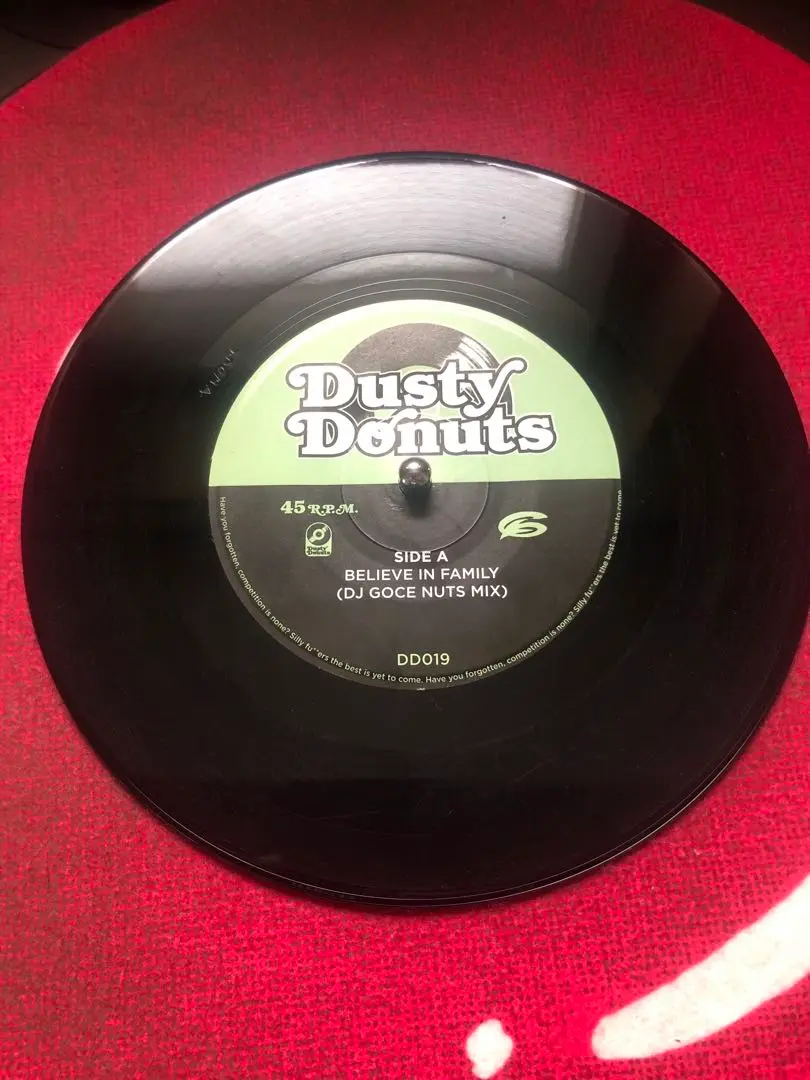 Dusty
Donuts
45 R.P.M.
Dusty
Donuts
SIDE A
BELIEVE IN FAMILY
(DJ GOCE NUTS MIX)
DD019
Have you forgotten, competition is none? Silly fu**ers the best is yet to come. Have you forgotten, competition is none? Silly fu**ers the best is yet to come